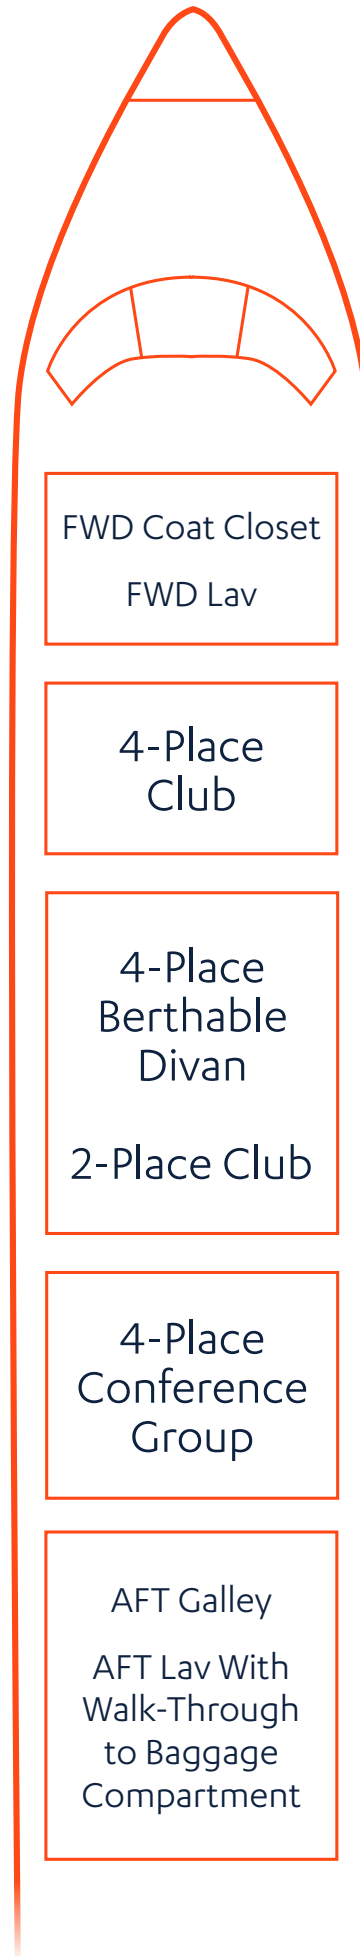 FWD Coat Closet
FWD Lav
4-Place
Club
4-Place
Berthable
Divan
2-Place Club
4-Place
Conference
Group
AFT Galley
AFT Lav With
Walk-Through
to Baggage
Compartment